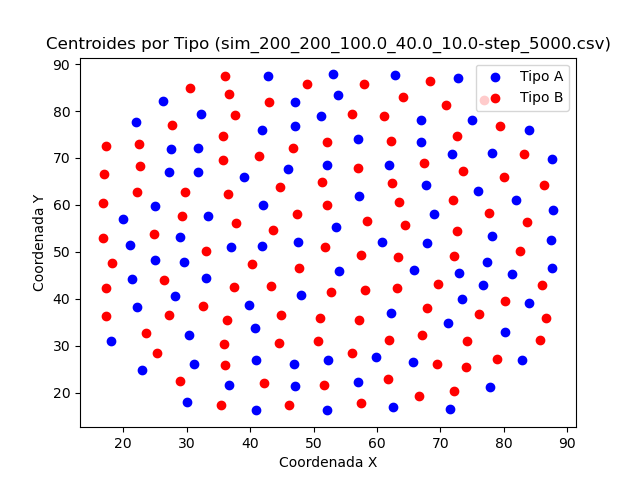 Centroides por Tipo (sim_200_200_100.0_40.0_10.0-step_5000.csv)
Tipo A
Tipo B
Coordenada Y
90
80
70
60
50
40
30
20
20 30 40 50 60 70 80 90
Coordenada X